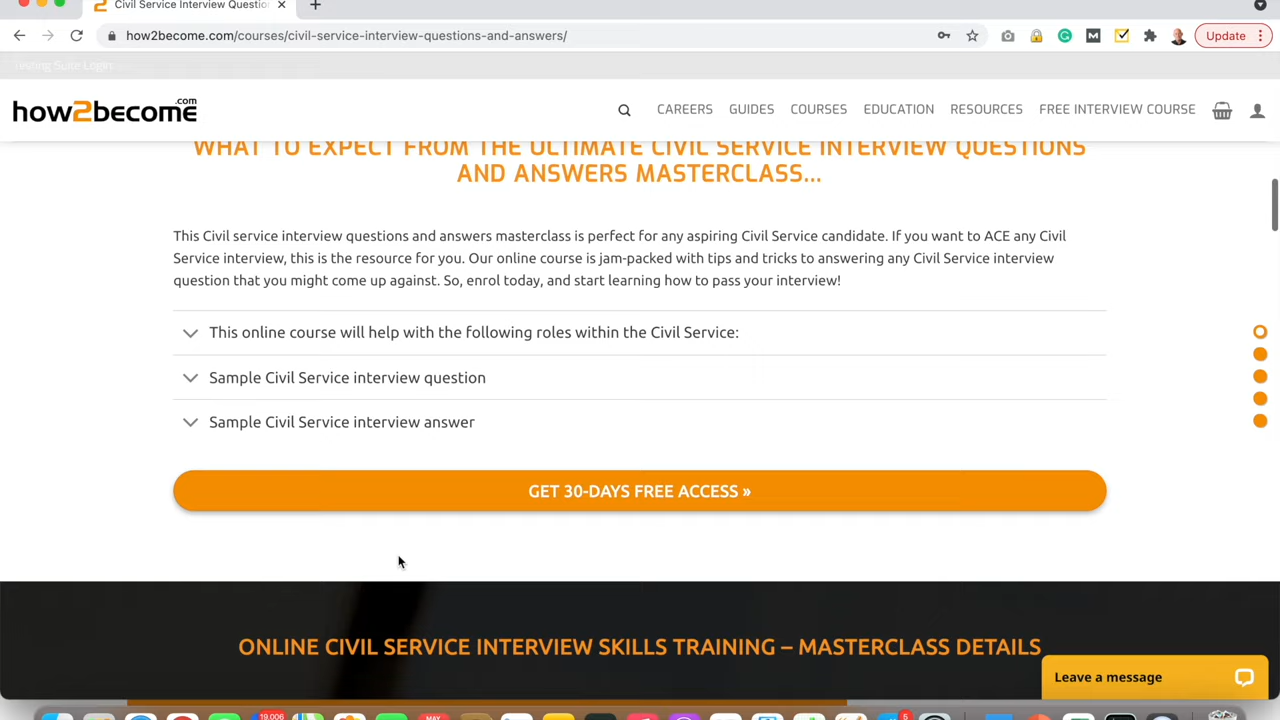 Civil Service Interview Questio
how2become.com/courses/civil-service-interview-questions-and-answers/
Update
Testing Suite Login
how2become.com
CAREERS
GUIDES
COURSES
EDUCATION
RESOURCES
FREE INTERVIEW COURSE
WHAT TO EXPECT FROM THE ULTIMATE CIVIL SERVICE INTERVIEW QUESTIONS
AND ANSWERS MASTERCLASS...
This Civil service interview questions and answers masterclass is perfect for any aspiring Civil Service candidate. If you want to ACE any Civil
Service interview, this is the resource for you. Our online course is jam-packed with tips and tricks to answering any Civil Service interview
question that you might come up against. So, enrol today, and start learning how to pass your interview!
This online course will help with the following roles within the Civil Service:
Sample Civil Service interview question
Sample Civil Service interview answer
GET 30-DAYS FREE ACCESS »
ONLINE CIVIL SERVICE INTERVIEW SKILLS TRAINING – MASTERCLASS DETAILS
Leave a message
19,006
MAY
5